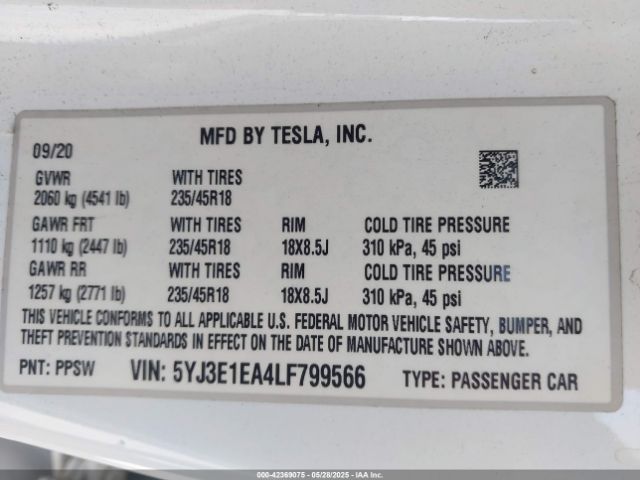 MFD BY TESLA, INC.
09/20
GVWR WITH TIRES
2060 kg (4541 lb) 235/45R18
GAWR FRT WITH TIRES RIM COLD TIRE PRESSURE
1110 kg (2447 lb) 235/45R18 18X8.5J 310 kPa, 45 psi
GAWR RR WITH TIRES RIM COLD TIRE PRESSURE
1257 kg (2771 lb) 235/45R18 18X8.5J 310 kPa, 45 psi
THIS VEHICLE CONFORMS TO ALL APPLICABLE U.S. FEDERAL MOTOR VEHICLE SAFETY, BUMPER, AND
THEFT PREVENTION STANDARDS IN EFFECT ON THE DATE OF MANUFACTURE SHOWN ABOVE.
PNT: PPSW VIN: 5YJ3E1EA4LF799566 TYPE: PASSENGER CAR
000-42369075 - 05/28/2025 - IAAI